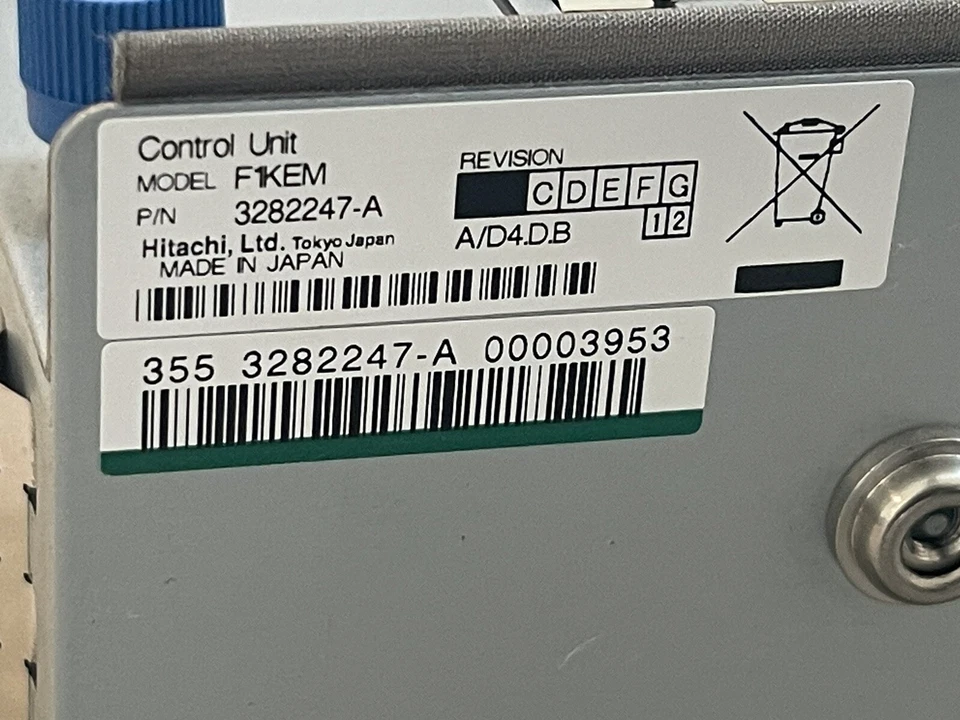 Control Unit
MODEL F1KEM
P/N 3282247-A
Hitachi, Ltd. Tokyo Japan
MADE IN JAPAN
REVISION
C D E F G
1 2
A/D4.D.B
355 3282247-A 00003953